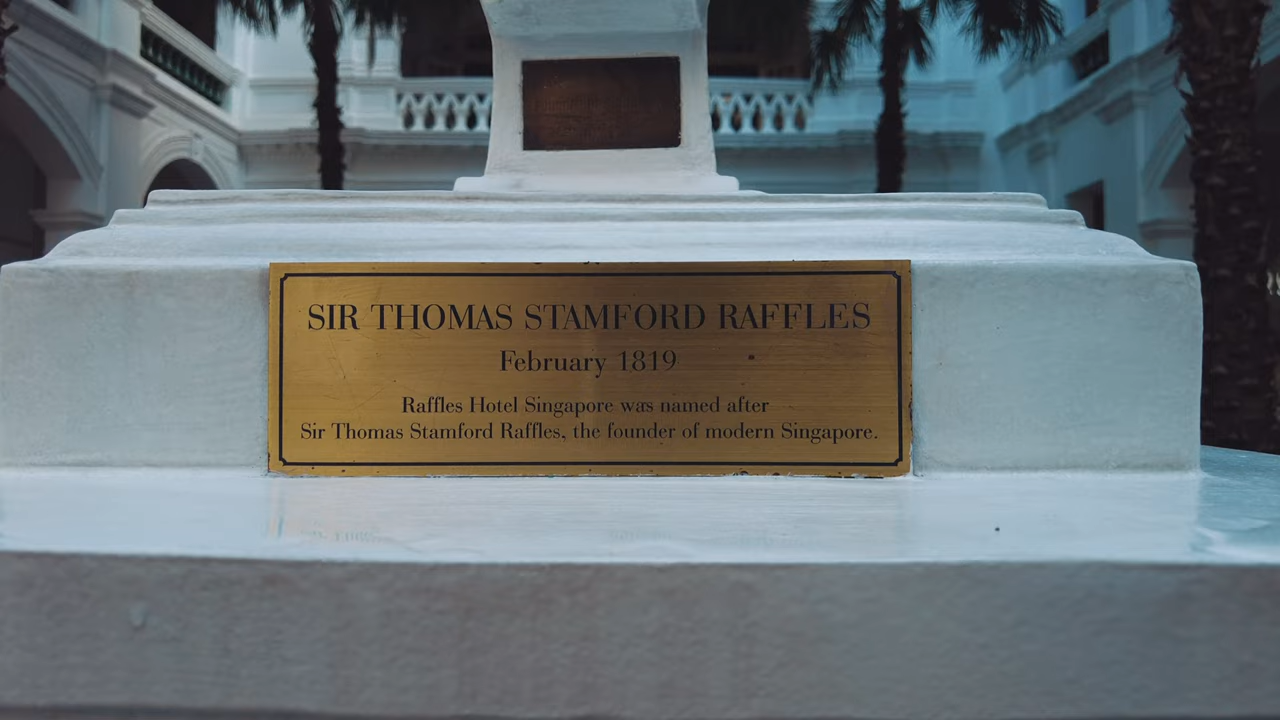 SIR THOMAS STAMFORD RAFFLES
February 1819
Raffles Hotel Singapore was named after
Sir Thomas Stamford Raffles, the founder of modern Singapore.